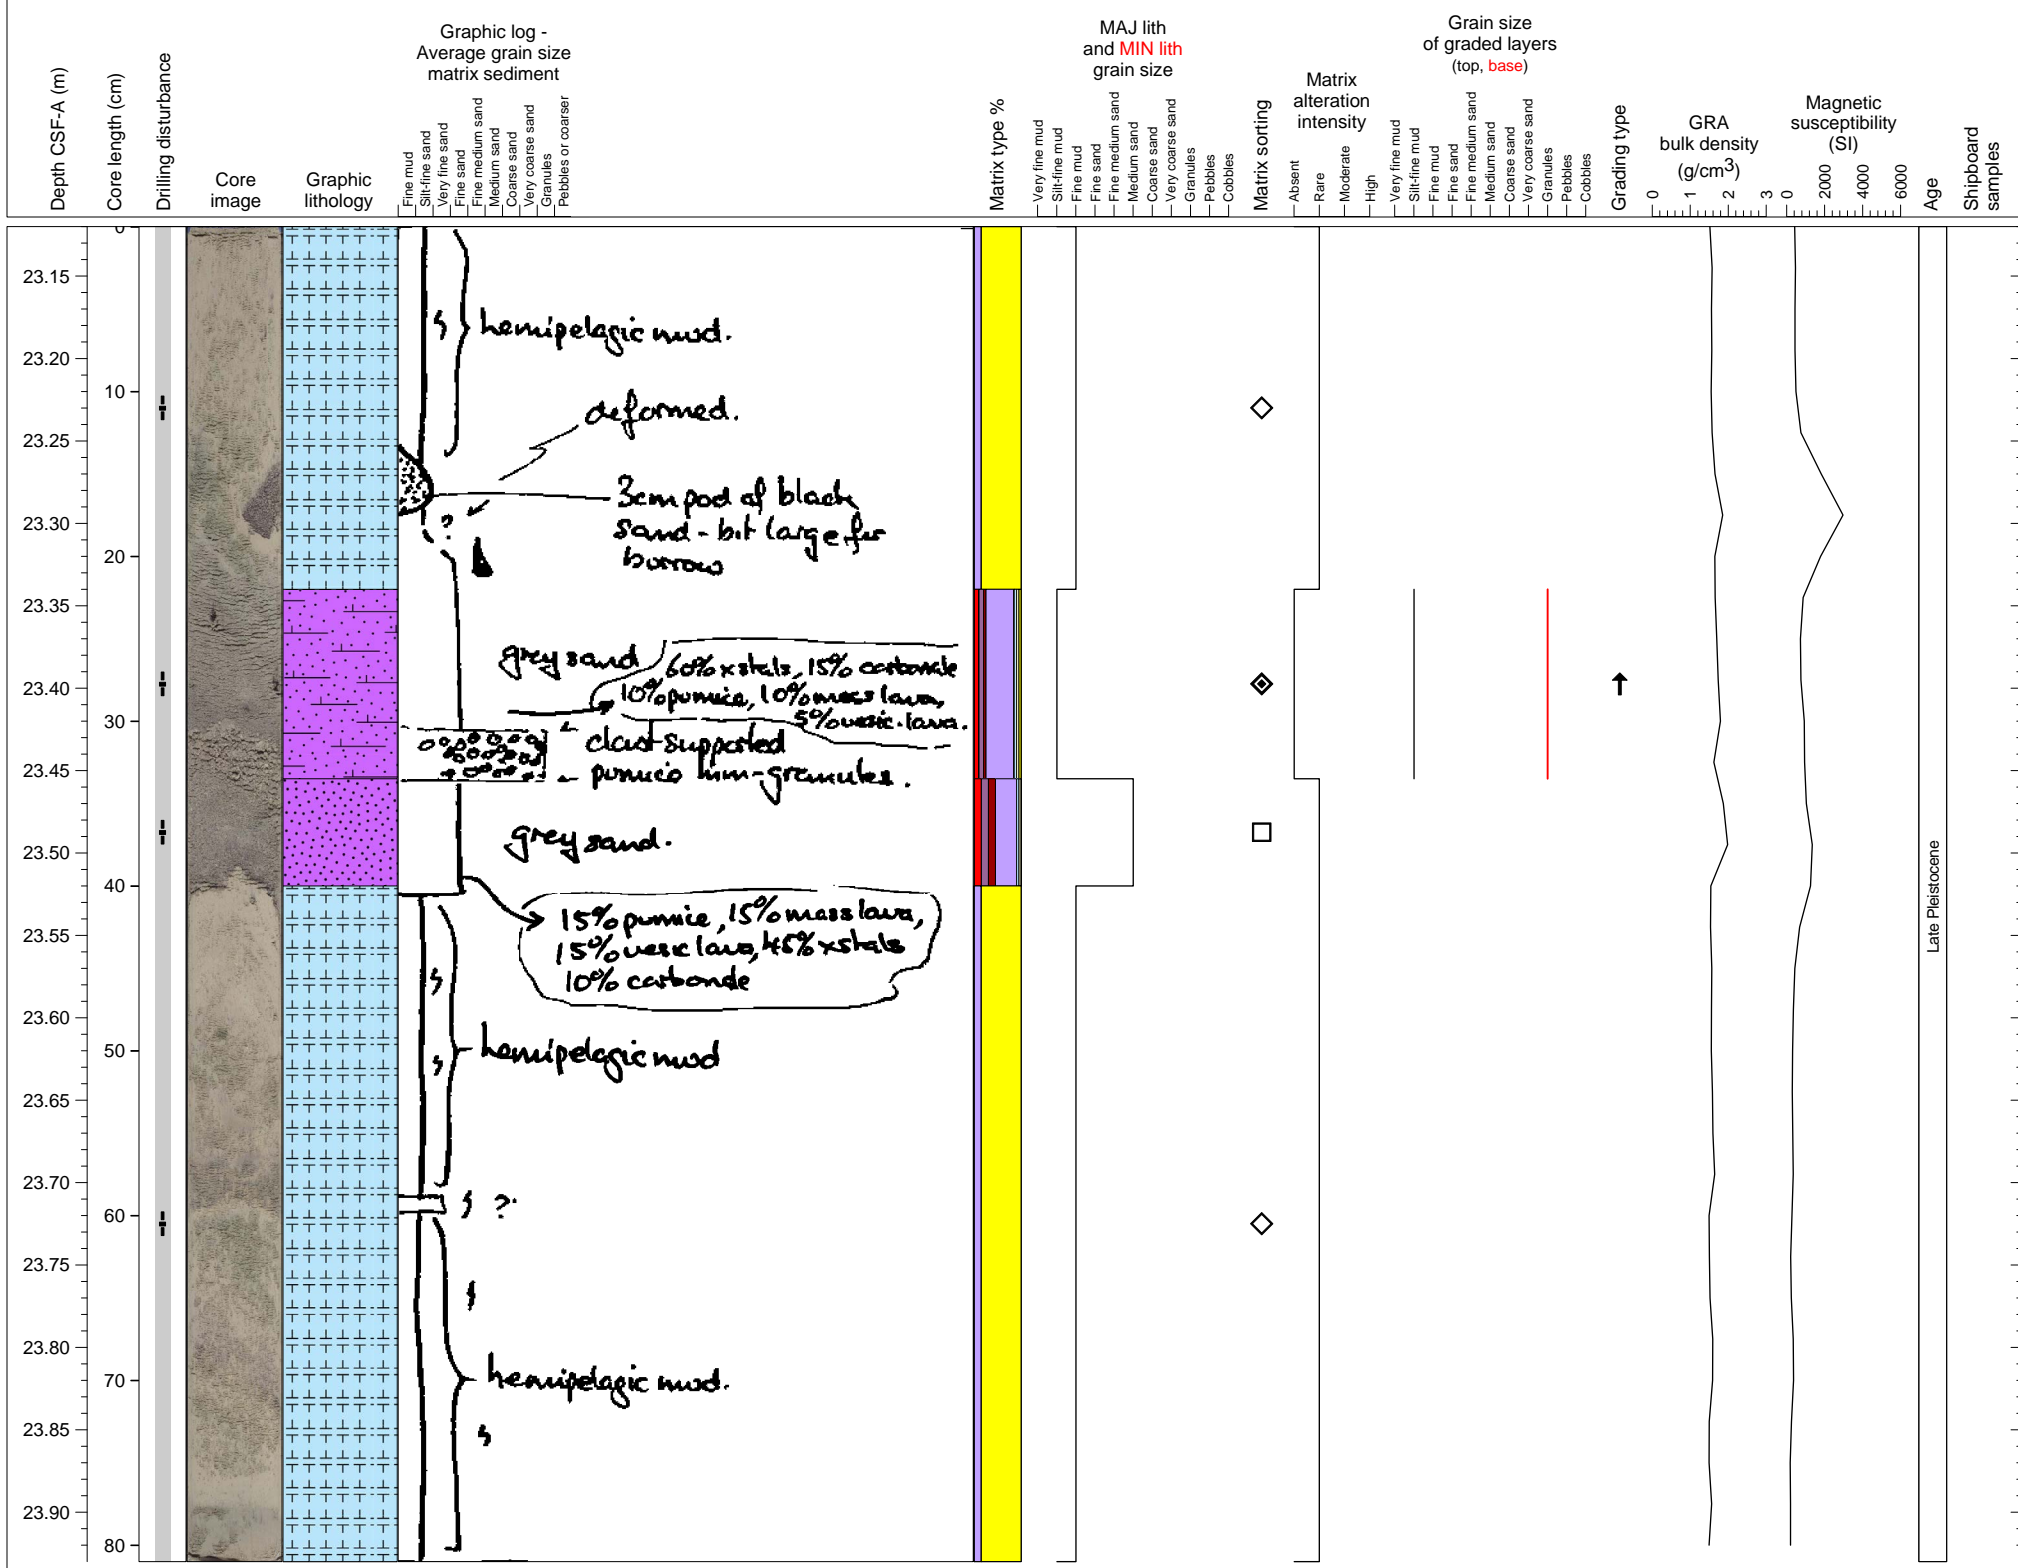 Depth CSF-A (m)
Core length (cm)
Drilling disturbance
Core
image
Graphic
lithology
Graphic log -
Average grain size
matrix sediment
Fine mud
Silt-fine sand
Very fine sand
Fine sand
Fine medium sand
Medium sand
Coarse sand
Very coarse sand
Granules
Pebbles or coarser
Matrix type %
MAJ lith
and MIN lith
grain size
Very fine mud
Silt-fine mud
Fine mud
Fine sand
Fine medium sand
Medium sand
Coarse sand
Very coarse sand
Granules
Pebbles
Cobbles
Matrix sorting
Matrix
alteration
intensity
Absent
Rare
Moderate
High
Grain size
of graded layers
(top, base)
Very fine mud
Silt-fine mud
Fine mud
Fine sand
Fine medium sand
Medium sand
Coarse sand
Very coarse sand
Granules
Pebbles
Cobbles
Grading type
GRA
bulk density
(g/cm3)
0 1 2 3
Magnetic
susceptibility
(SI)
0 2000 4000 6000
Age
Shipboard
samples
0
23.15
23.20
10
23.25
23.30
20
23.35
23.40
30
23.45
23.50
40
23.55
23.60
50
23.65
23.70
60
23.75
23.80
70
23.85
23.90
80
hemipelagic mud.
deformed.
3cm pod of black
sand - bit large for
burrow
?
grey sand
60% xstals, 15% carbonate
10% pumice, 10% mass lava,
5% vesic. lava.
clast supported
pumice mm-granules.
grey sand.
15% pumice, 15% mass lava,
15% vesic lava, 45% xstals
10% carbonate
hemipelagic mud
?
hemipelagic mud.
Late Pleistocene